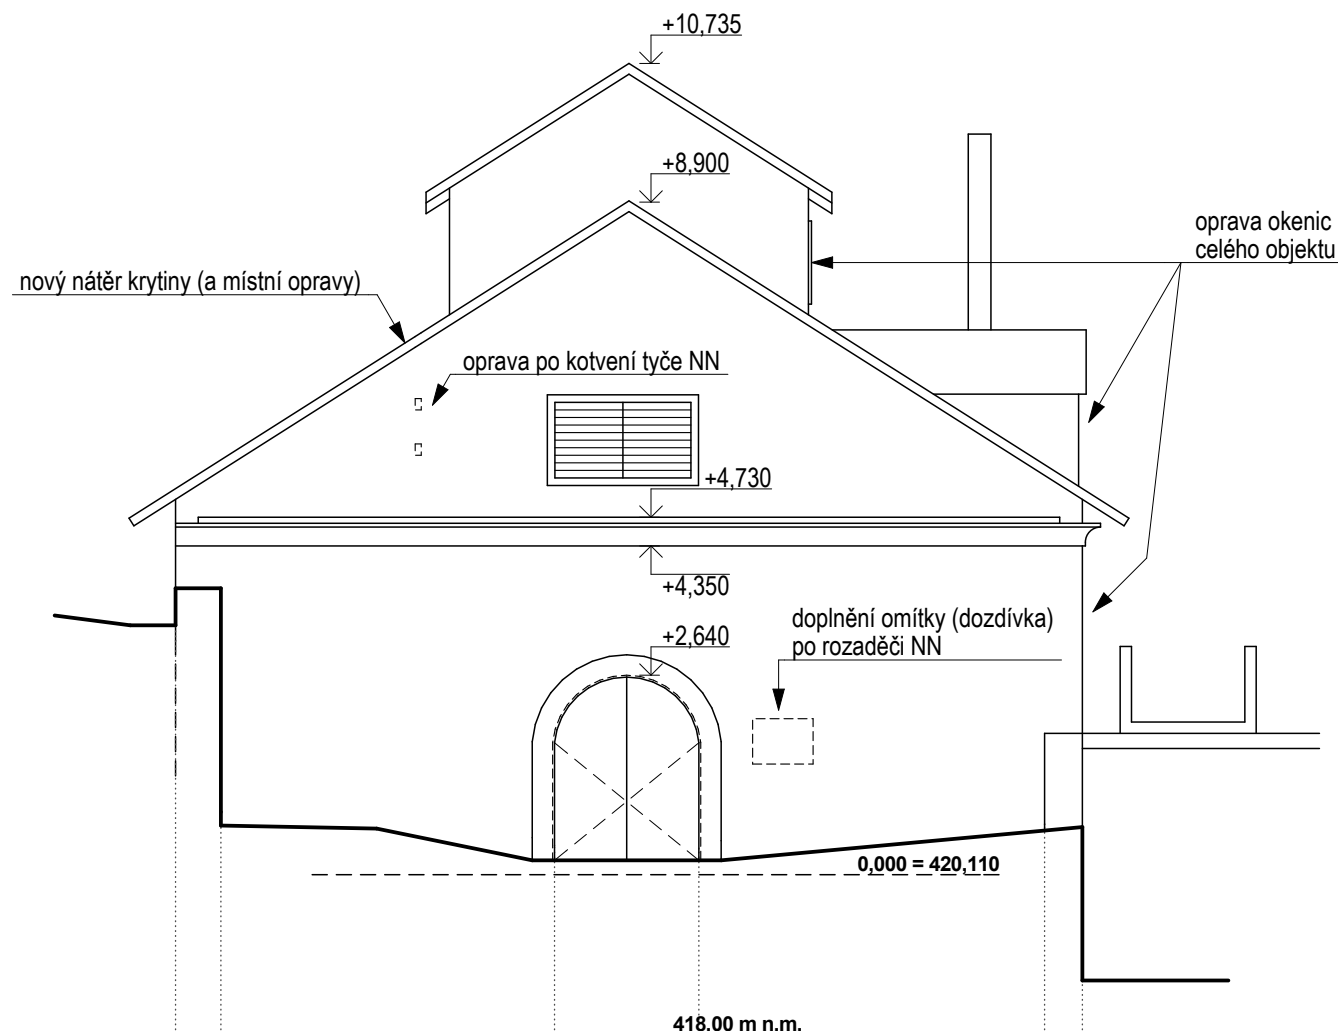 +10,735
+8,900
oprava okenic
celého objektu
nový nátěr krytiny (a místní opravy)
oprava po kotvení tyče NN
+4,730
+4,350
doplnění omítky (dozdívka)
po rozaděči NN
+2,640
0,000 = 420,110
418,00 m n.m.